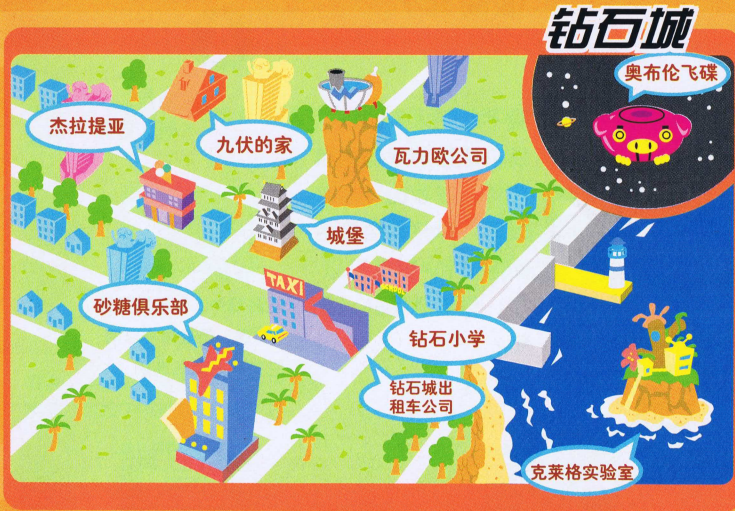 钻石城
奥布伦飞碟
杰拉提亚
九伏的家
瓦力欧公司
城堡
TAXI
砂糖俱乐部
钻石小学
钻石城出
租车公司
克莱格实验室